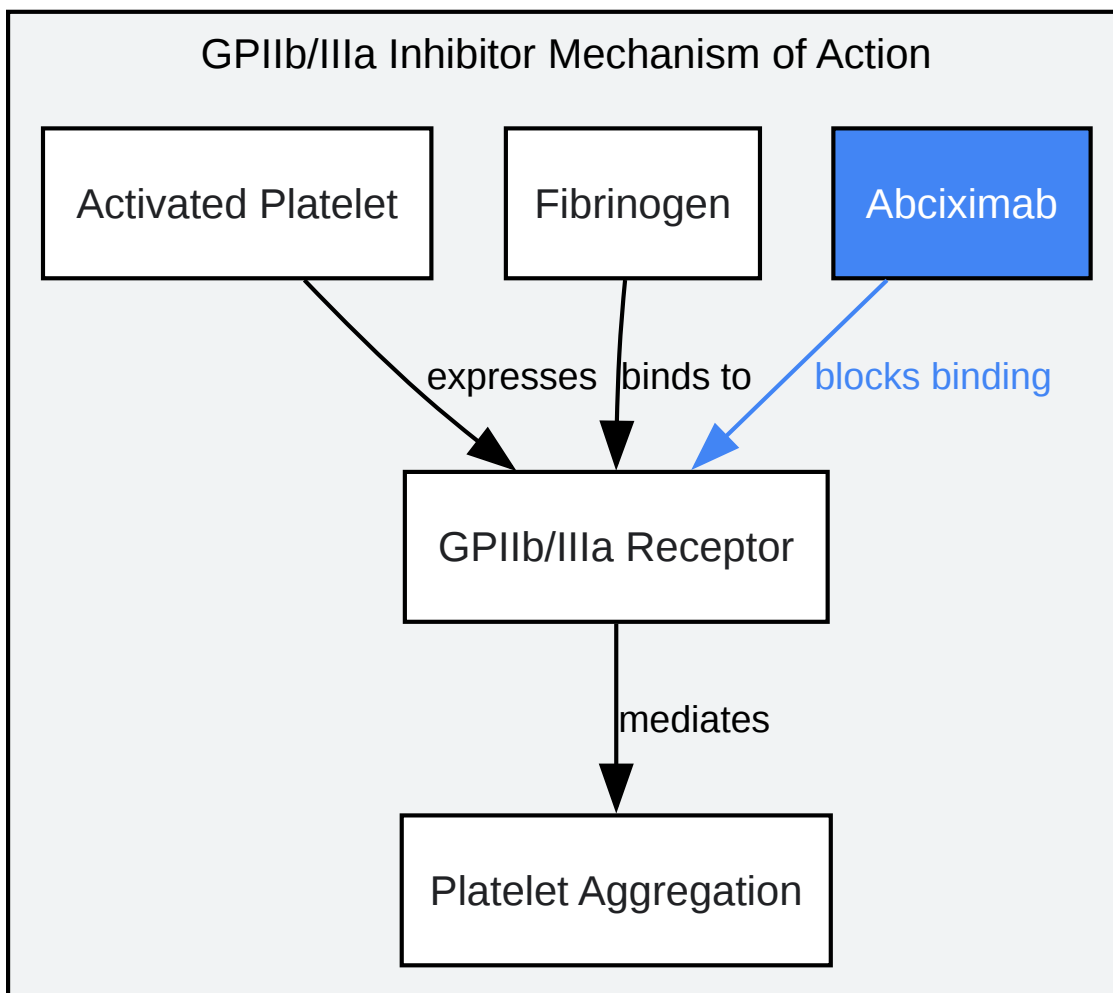 GPIIb/IIIa Inhibitor Mechanism of Action
Activated Platelet
Fibrinogen
Abciximab
expresses
binds to
blocks binding
GPIIb/IIIa Receptor
mediates
Platelet Aggregation